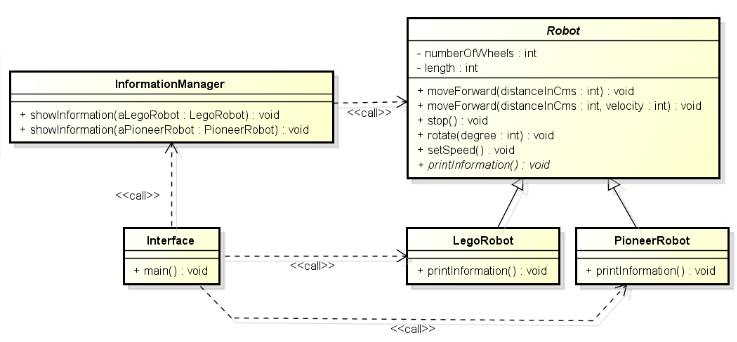 Robot
- numberOfWheels : int
- length : int
+ moveForward(distanceInCms : int) : void
+ moveForward(distanceInCms : int, velocity : int) : void
+ stop() : void
+ rotate(degree : int) : void
+ setSpeed() : void
+ printInformation() : void
InformationManager
+ showInformation(aLegoRobot : LegoRobot) : void
+ showInformation(aPioneerRobot : PioneerRobot) : void
<<call>>
<<call>>
Interface
+ main() : void
<<call>>
LegoRobot
+ printInformation() : void
PioneerRobot
+ printInformation() : void
<<call>>